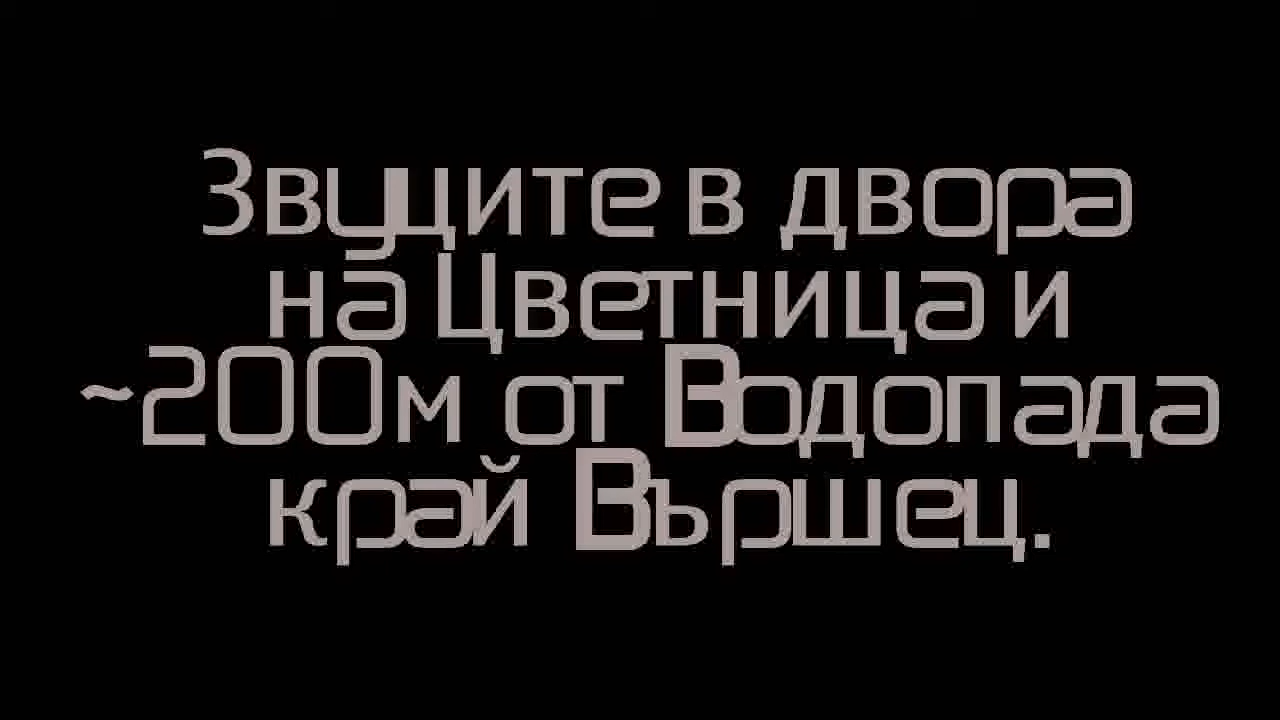 Звуците в двора
на Цветница и
~200м от Водопада
край Вършец.